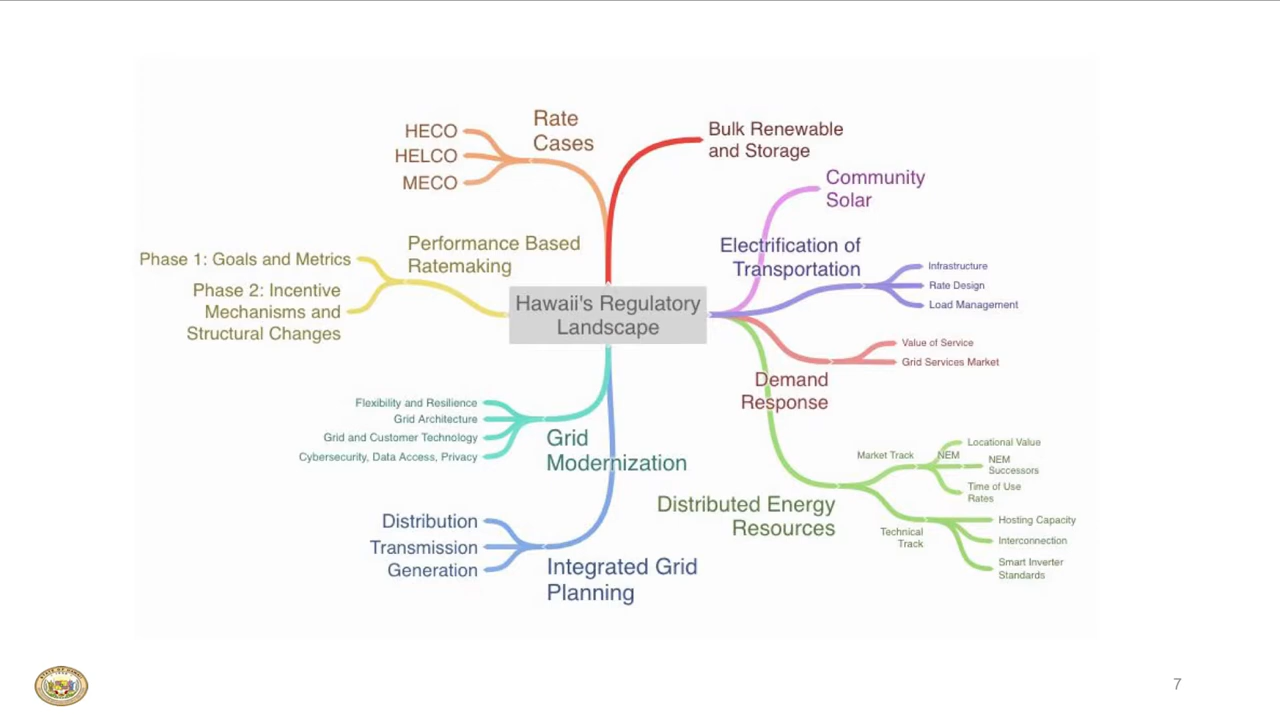 Rate
Cases
HECO
HELCO
MECO
Bulk Renewable
and Storage
Community
Solar
Performance Based
Ratemaking
Phase 1: Goals and Metrics
Phase 2: Incentive
Mechanisms and
Structural Changes
Electrification of
Transportation
Infrastructure
Rate Design
Load Management
Hawaii's Regulatory
Landscape
Demand
Response
Value of Service
Grid Services Market
Grid
Modernization
Flexibility and Resilience
Grid Architecture
Grid and Customer Technology
Cybersecurity, Data Access, Privacy
Distributed Energy
Resources
Market Track
NEM
Locational Value
NEM
Successors
Time of Use
Rates
Technical
Track
Hosting Capacity
Interconnection
Smart Inverter
Standards
Integrated Grid
Planning
Distribution
Transmission
Generation
7